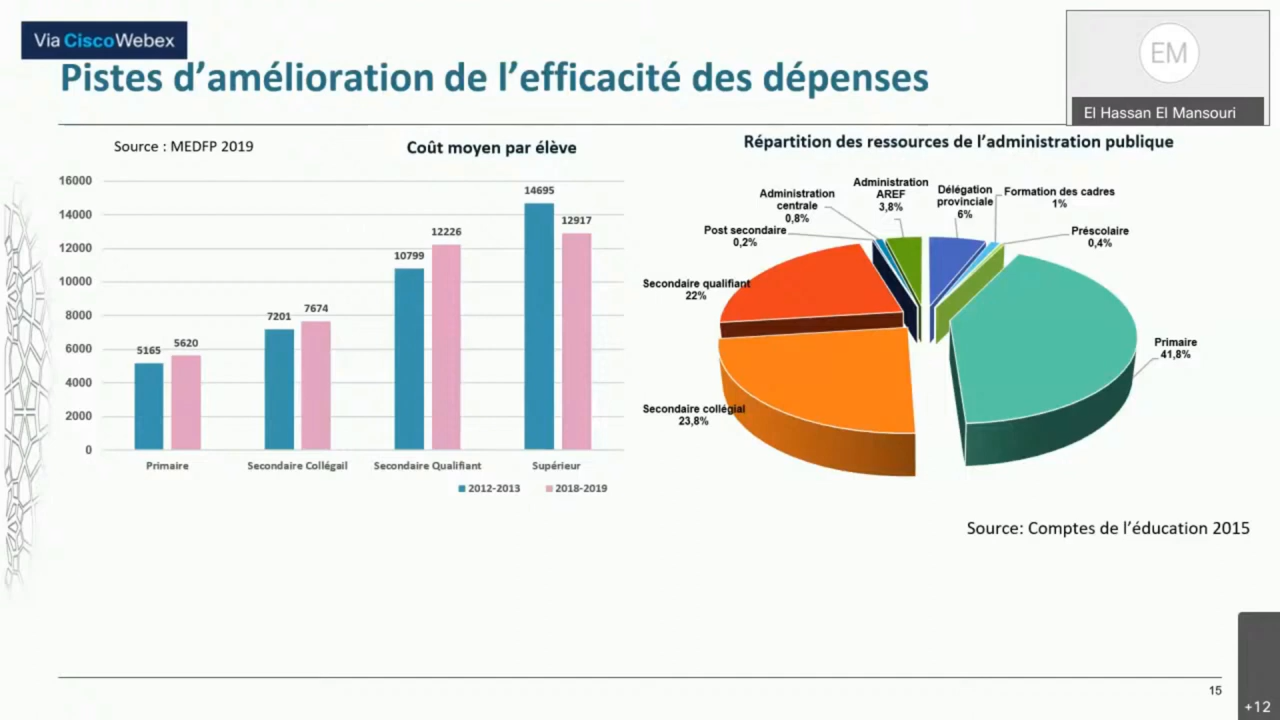 Via CiscoWebex
EM
El Hassan El Mansouri
Pistes d'amélioration de l'efficacité des dépenses
Source : MEDFP 2019
Coût moyen par élève
16000
14000
12000
10000
8000
6000
4000
2000
0
5165
5620
7201
7674
10799
12226
14695
12917
Primaire
Secondaire Collégail
Secondaire Qualifiant
Supérieur
2012-2013
2018-2019
Répartition des ressources de l'administration publique
Administration
centrale
0,8%
Administration
AREF
3,8%
Délégation
provinciale
6%
Formation des cadres
1%
Post secondaire
0,2%
Préscolaire
0,4%
Secondaire qualifiant
22%
Primaire
41,8%
Secondaire collégial
23,8%
Source: Comptes de l'éducation 2015
15
+12